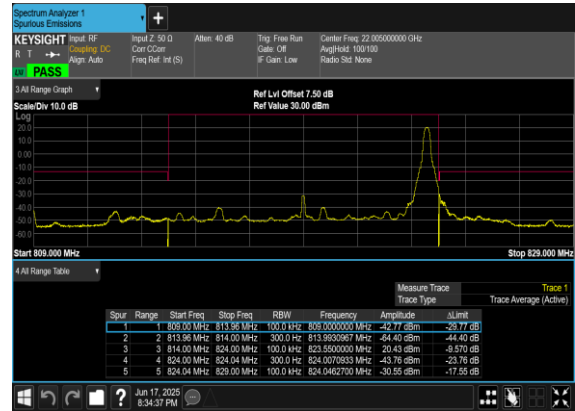 Spectrum Analyzer 1
Spurious Emissions
+
KEYSIGHT
R T
LXI PASS
Input: RF
Coupling: DC
Align: Auto
Input Z: 50 Ω
Corr CCorr
Freq Ref: Int (S)
Atten: 40 dB
Trig: Free Run
Gate: Off
IF Gain: Low
Center Freq: 22.005000000 GHz
Avg|Hold: 100/100
Radio Std: None
3 All Range Graph
Ref Lvl Offset 7.50 dB
Scale/Div 10.0 dB
Ref Value 30.00 dBm
Log
20.0
10.0
0.00
-10.0
-20.0
-30.0
-40.0
-50.0
-60.0
Start 809.000 MHz
Stop 829.000 MHz
4 All Range Table
Measure Trace Trace 1
Trace Type Trace Average (Active)
Spur Range Start Freq Stop Freq RBW Frequency Amplitude ΔLimit
1 1 809.00 MHz 813.96 MHz 100.0 kHz 809.0000000 MHz -42.77 dBm -29.77 dB
2 2 813.96 MHz 814.00 MHz 300.0 Hz 813.9930967 MHz -64.40 dBm -44.40 dB
3 3 814.00 MHz 824.00 MHz 100.0 kHz 823.5500000 MHz 20.43 dBm -9.570 dB
4 4 824.00 MHz 824.04 MHz 300.0 Hz 824.0070933 MHz -43.76 dBm -23.76 dB
5 5 824.04 MHz 829.00 MHz 100.0 kHz 824.0462700 MHz -30.55 dBm -17.55 dB
?
Jun 17, 2025
8:34:37 PM